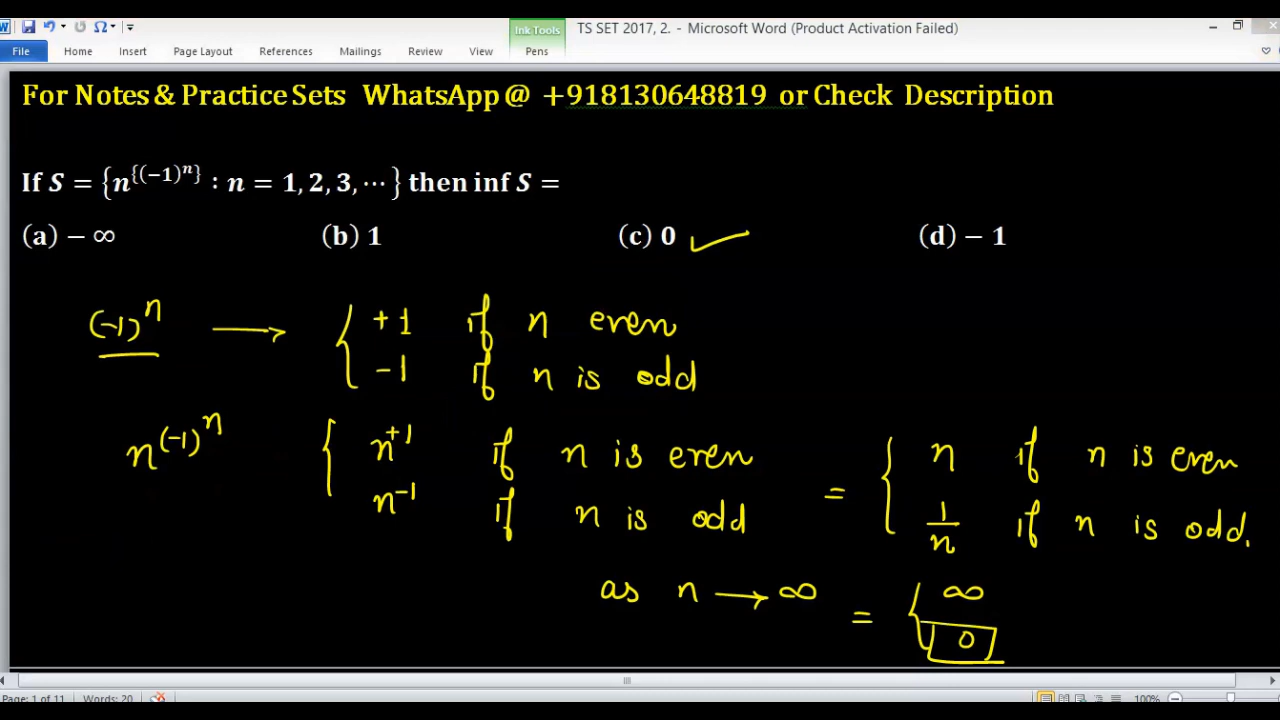 Ink Tools
TS SET 2017, 2. - Microsoft Word (Product Activation Failed)
File Home Insert Page Layout References Mailings Review View Pens
For Notes & Practice Sets WhatsApp @ +918130648819 or Check Description
If S = {n^{(-1)^n} : n = 1, 2, 3, ⋯} then inf S =
(a) − ∞ (b) 1 (c) 0 ✓ (d) − 1
(-1)^n ⟶ { +1 if n even
-1 if n is odd
n^(-1)^n { n^+1 if n is even = { n if n is even
n^-1 if n is odd 1/n if n is odd.
as n ⟶ ∞ = { ∞
0
Page: 1 of 11 Words: 20 100%